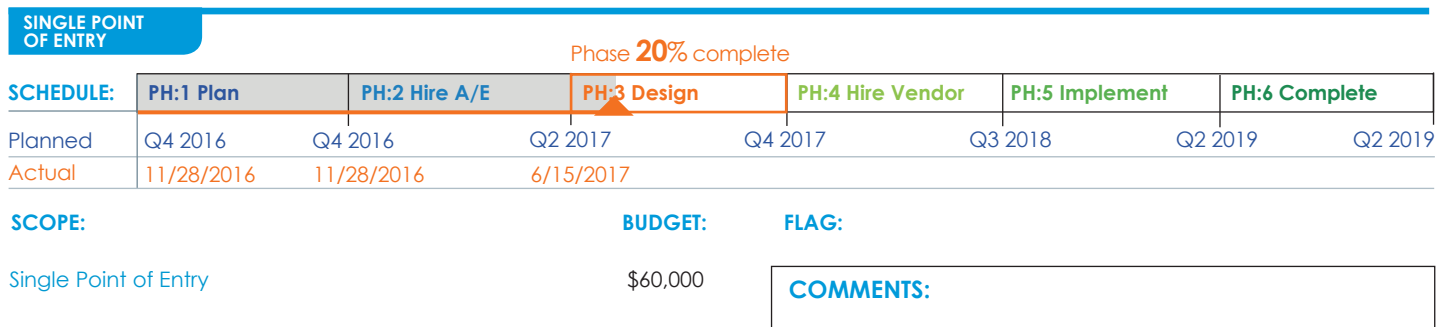 SINGLE POINT
OF ENTRY
Phase 20% complete
SCHEDULE: PH:1 Plan PH:2 Hire A/E PH:3 Design PH:4 Hire Vendor PH:5 Implement PH:6 Complete
Planned Q4 2016 Q4 2016 Q2 2017 Q4 2017 Q3 2018 Q2 2019 Q2 2019
Actual 11/28/2016 11/28/2016 6/15/2017
SCOPE: BUDGET: FLAG:
Single Point of Entry $60,000
COMMENTS: